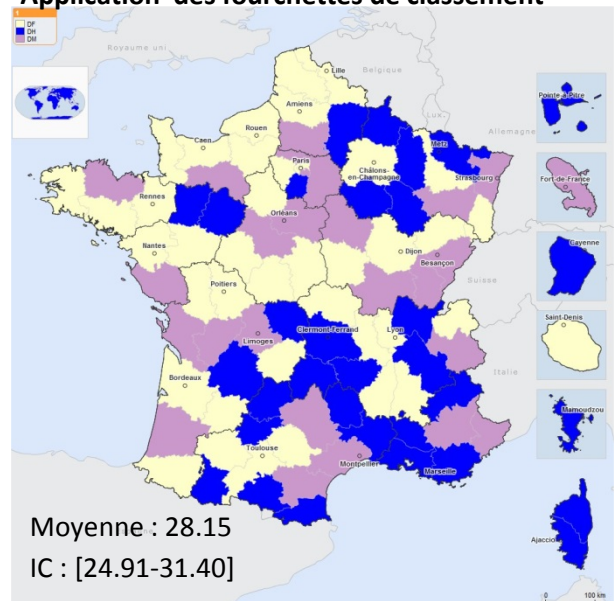 Application des fourchettes de classement
1
DF
DH
DM
Royaume uni
Belgique
Lille
Amiens
Lux.
Pointe-à-Pitre
Rouen
Caen
Allemagne
Metz
Paris
Châlons-
en-Champagne
Strasbourg
Fort-de-France
Rennes
Orléans
Nantes
Dijon
Besançon
Cayenne
Suisse
Poitiers
Clermont-Ferrand
Lyon
Limoges
Saint-Denis
Italie
Bordeaux
Mamoudzou
Toulouse
Montpellier
Marseille
Moyenne : 28.15
IC : [24.91-31.40]
Ajaccio
0 100 km